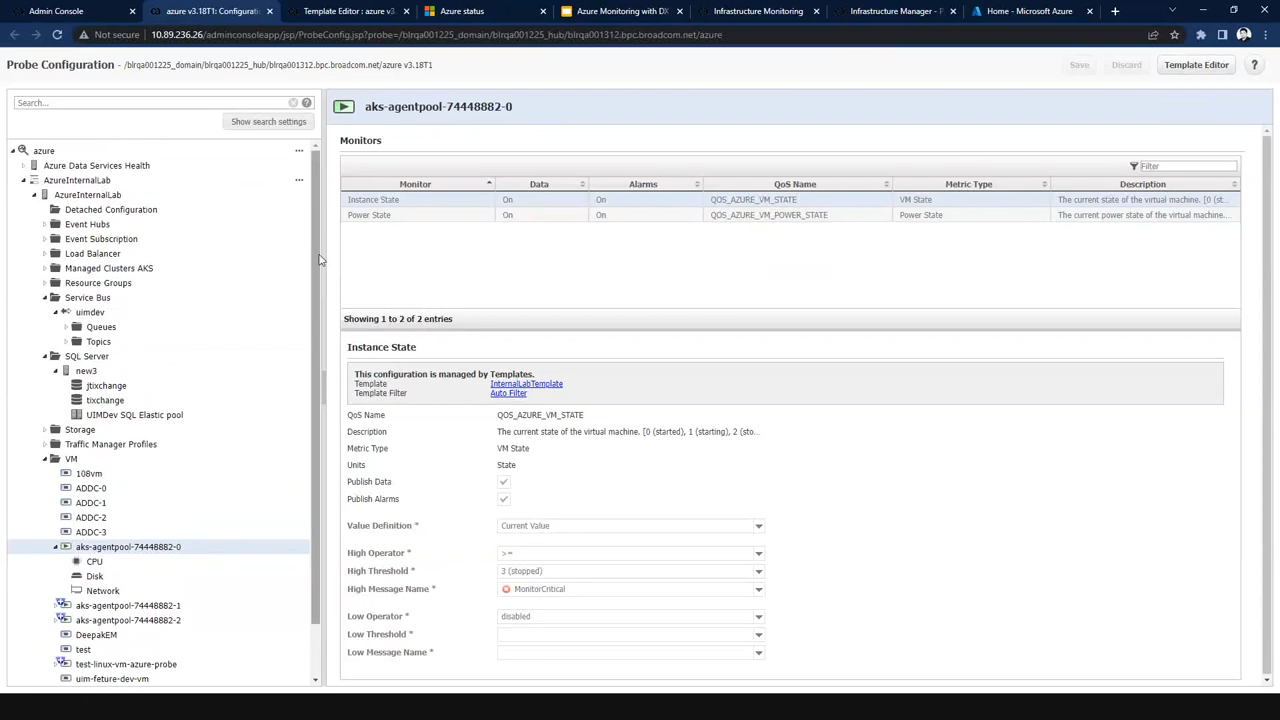 Admin Console
azure v3.18T1: Configurati
Template Editor : azure v3.
Azure status
Azure Monitoring with DX
Infrastructure Monitoring
Infrastructure Manager - F
Home - Microsoft Azure
Not secure
10.89.236.26/adminconsoleapp/jsp/ProbeConfig.jsp?probe=/blrqa001225_domain/blrqa001225_hub/blrqa001312.bpc.broadcom.net/azure
Probe Configuration - /blrqa001225_domain/blrqa001225_hub/blrqa001312.bpc.broadcom.net/azure v3.18T1
Save
Discard
Template Editor
?
Search...
Show search settings
azure
Azure Data Services Health
AzureInternalLab
AzureInternalLab
Detached Configuration
Event Hubs
Event Subscription
Load Balancer
Managed Clusters AKS
Resource Groups
Service Bus
uimdev
Queues
Topics
SQL Server
new3
jtixchange
tixchange
UIMDev SQL Elastic pool
Storage
Traffic Manager Profiles
VM
108vm
ADDC-0
ADDC-1
ADDC-2
ADDC-3
aks-agentpool-74448882-0
CPU
Disk
Network
aks-agentpool-74448882-1
aks-agentpool-74448882-2
DeepakEM
test
test-linux-vm-azure-probe
uim-feture-dev-vm
aks-agentpool-74448882-0
Monitors
Filter
Monitor Data Alarms QoS Name Metric Type Description
Instance State On On QOS_AZURE_VM_STATE VM State The current state of the virtual machine. [0 (st...
Power State On On QOS_AZURE_VM_POWER_STATE Power State The current power state of the virtual machine....
Showing 1 to 2 of 2 entries
Instance State
This configuration is managed by Templates.
Template InternalLabTemplate
Template Filter Auto Filter
QoS Name QOS_AZURE_VM_STATE
Description The current state of the virtual machine. [0 (started), 1 (starting), 2 (sto...
Metric Type VM State
Units State
Publish Data
Publish Alarms
Value Definition * Current Value
High Operator * >=
High Threshold * 3 (stopped)
High Message Name * MonitorCritical
Low Operator * disabled
Low Threshold *
Low Message Name *